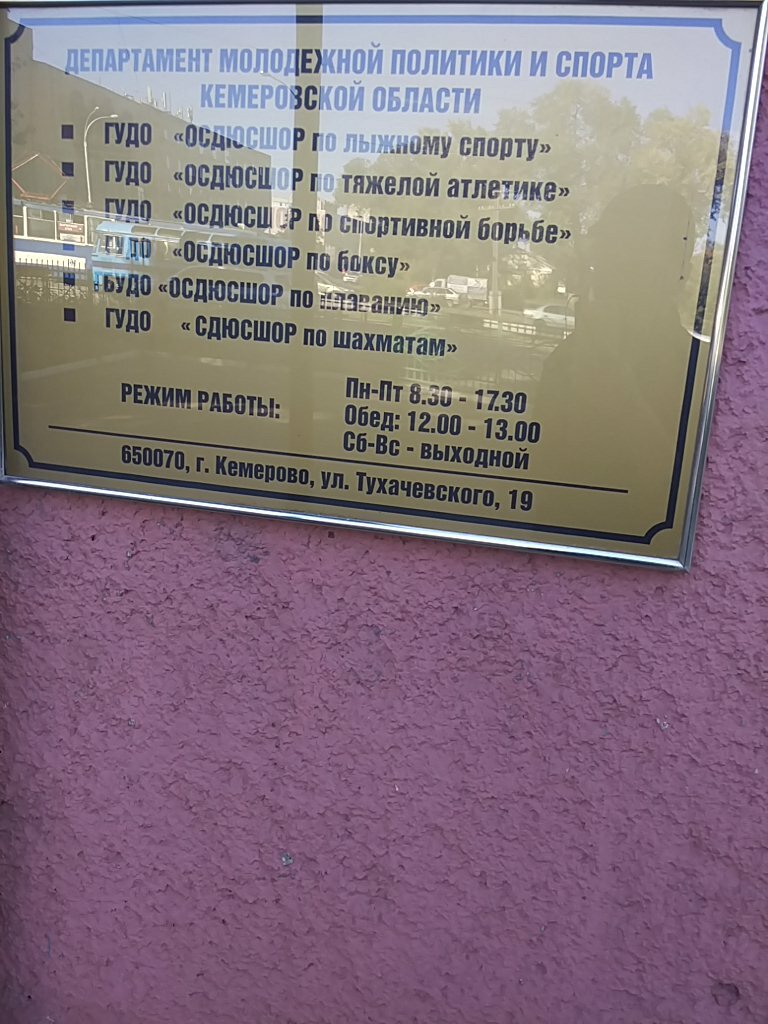 ДЕПАРТАМЕНТ МОЛОДЕЖНОЙ ПОЛИТИКИ И СПОРТА
КЕМЕРОВСКОЙ ОБЛАСТИ
▪ ГУДО «ОСДЮСШОР по лыжному спорту»
▪ ГУДО «ОСДЮСШОР по тяжелой атлетике»
▪ ГУДО «ОСДЮСШОР по спортивной борьбе»
▪ ГУДО «ОСДЮСШОР по боксу»
▪ БУДО «ОСДЮСШОР по плаванию»
▪ ГУДО « СДЮСШОР по шахматам»
РЕЖИМ РАБОТЫ: Пн-Пт 8.30 - 17.30
Обед: 12.00 - 13.00
Сб-Вс - выходной
650070, г. Кемерово, ул. Тухачевского, 19